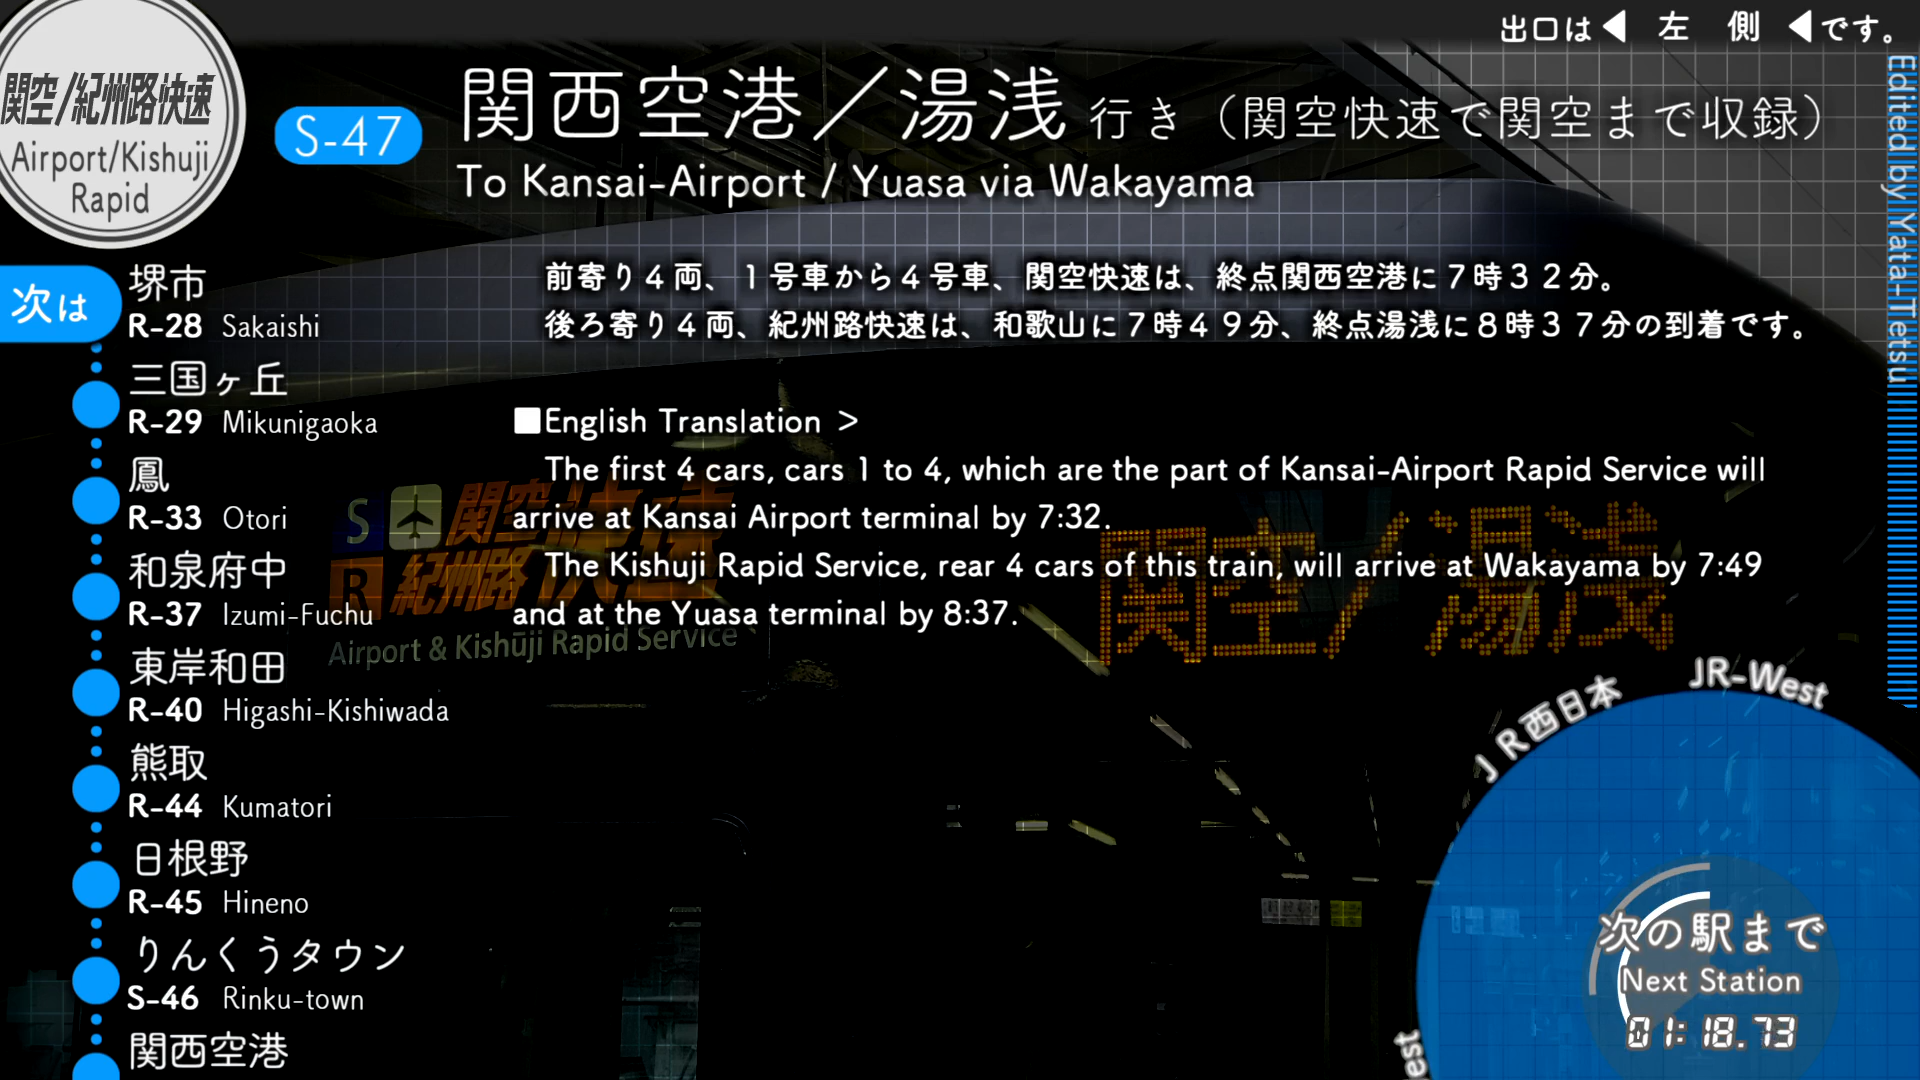 関空/紀州路快速
Airport/Kishuji
Rapid
出口は◀ 左 側 ◀です。
S-47
関西空港／湯浅 行き（関空快速で関空まで収録）
To Kansai-Airport / Yuasa via Wakayama
Edited by Yata-Tetsu
前寄り４両、１号車から４号車、関空快速は、終点関西空港に７時３２分。
後ろ寄り４両、紀州路快速は、和歌山に７時４９分、終点湯浅に８時３７分の到着です。
■English Translation >
The first 4 cars, cars 1 to 4, which are the part of Kansai-Airport Rapid Service will
arrive at Kansai Airport terminal by 7:32.
The Kishuji Rapid Service, rear 4 cars of this train, will arrive at Wakayama by 7:49
and at the Yuasa terminal by 8:37.
次は
堺市
R-28 Sakaishi
三国ヶ丘
R-29 Mikunigaoka
鳳
R-33 Otori
和泉府中
R-37 Izumi-Fuchu
東岸和田
R-40 Higashi-Kishiwada
熊取
R-44 Kumatori
日根野
R-45 Hineno
りんくうタウン
S-46 Rinku-town
関西空港
S 関空快速
R 紀州路
Airport & Kishūji Rapid Service
関空/湯浅
ＪＲ西日本
JR-West
est
次の駅まで
Next Station
01:18.73